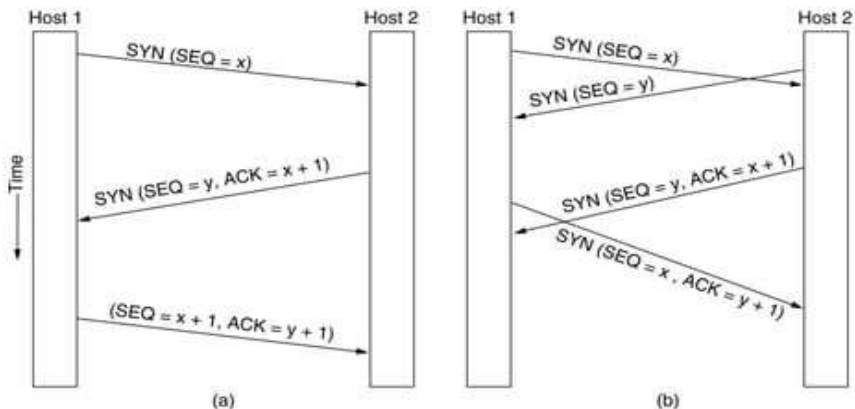 Host 1
Host 2
SYN (SEQ = x)
SYN (SEQ = y, ACK = x + 1)
(SEQ = x + 1, ACK = y + 1)
Time
(a)
Host 1
Host 2
SYN (SEQ = x)
SYN (SEQ = y)
SYN (SEQ = y, ACK = x + 1)
SYN (SEQ = x , ACK = y + 1)
(b)